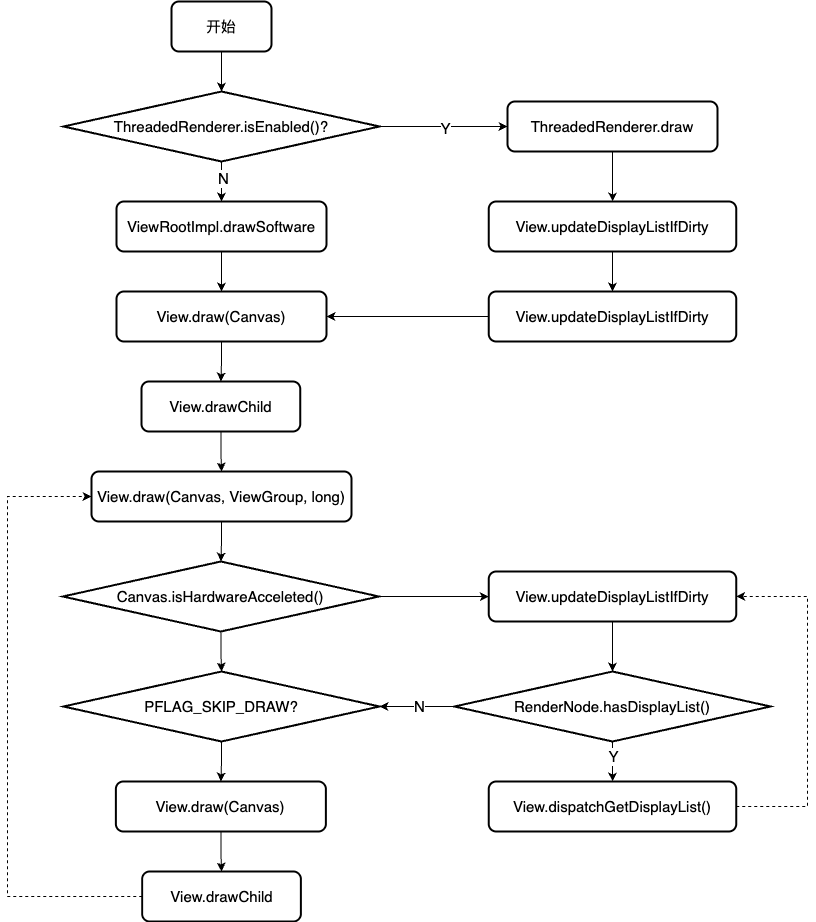 开始
ThreadedRenderer.isEnabled()?
Y
ThreadedRenderer.draw
N
ViewRootImpl.drawSoftware
View.updateDisplayListIfDirty
View.draw(Canvas)
View.updateDisplayListIfDirty
View.drawChild
View.draw(Canvas, ViewGroup, long)
Canvas.isHardwareAcceleted()
View.updateDisplayListIfDirty
PFLAG_SKIP_DRAW?
N
RenderNode.hasDisplayList()
Y
View.draw(Canvas)
View.dispatchGetDisplayList()
View.drawChild